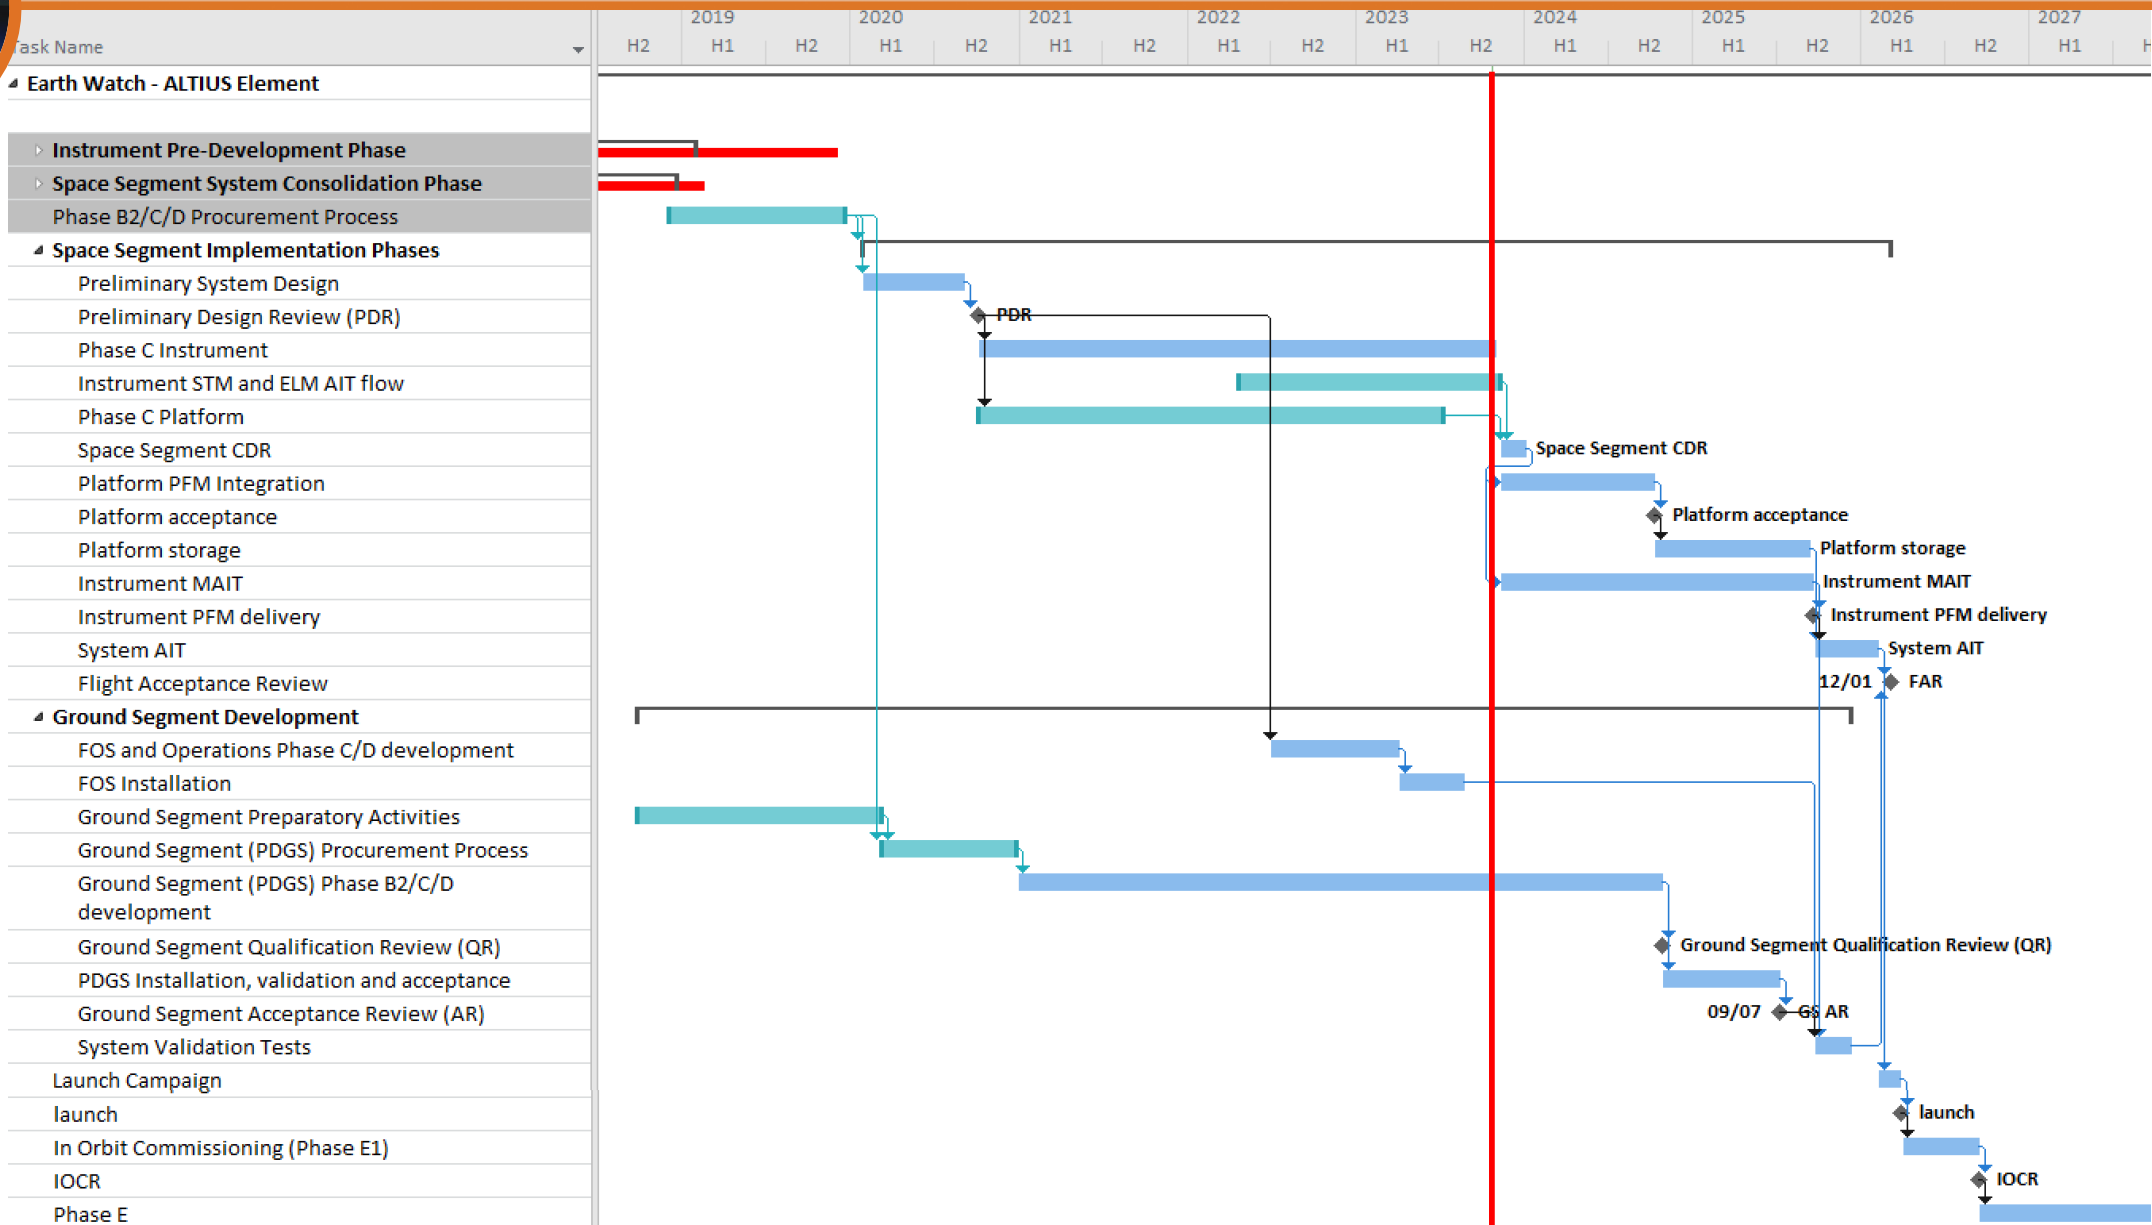 2019 2020 2021 2022 2023 2024 2025 2026 2027
Task Name H2 H1 H2 H1 H2 H1 H2 H1 H2 H1 H2 H1 H2 H1 H2 H1 H2 H1
Earth Watch - ALTIUS Element
Instrument Pre-Development Phase
Space Segment System Consolidation Phase
Phase B2/C/D Procurement Process
Space Segment Implementation Phases
Preliminary System Design
Preliminary Design Review (PDR) PDR
Phase C Instrument
Instrument STM and ELM AIT flow
Phase C Platform
Space Segment CDR Space Segment CDR
Platform PFM Integration
Platform acceptance Platform acceptance
Platform storage Platform storage
Instrument MAIT Instrument MAIT
Instrument PFM delivery Instrument PFM delivery
System AIT System AIT
Flight Acceptance Review 12/01 FAR
Ground Segment Development
FOS and Operations Phase C/D development
FOS Installation
Ground Segment Preparatory Activities
Ground Segment (PDGS) Procurement Process
Ground Segment (PDGS) Phase B2/C/D
development
Ground Segment Qualification Review (QR) Ground Segment Qualification Review (QR)
PDGS Installation, validation and acceptance
Ground Segment Acceptance Review (AR) 09/07 GS AR
System Validation Tests
Launch Campaign
launch launch
In Orbit Commissioning (Phase E1)
IOCR IOCR
Phase E